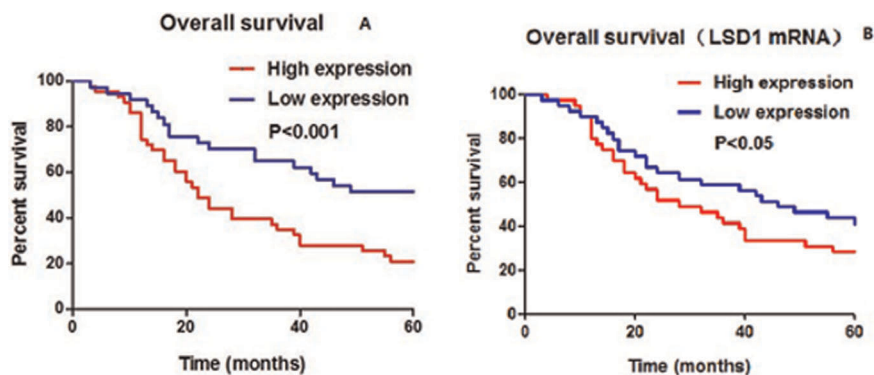 Overall survival A
High expression
Low expression
P<0.001
Percent survival
100
80
60
40
20
0
0 20 40 60
Time (months)
Overall survival（LSD1 mRNA） B
High expression
Low expression
P<0.05
Percent survival
100
80
60
40
20
0
0 20 40 60
Time (months)